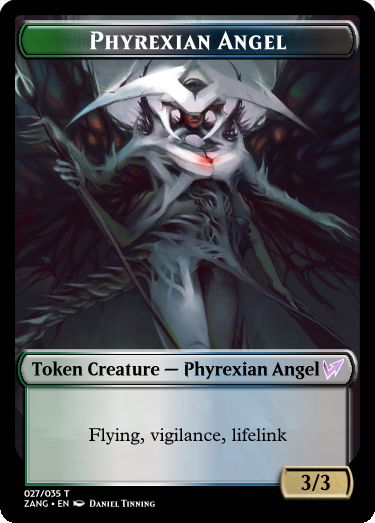 PHYREXIAN ANGEL
Token Creature — Phyrexian Angel
Flying, vigilance, lifelink
3/3
027/035 T
ZANG • EN DANIEL TINNING